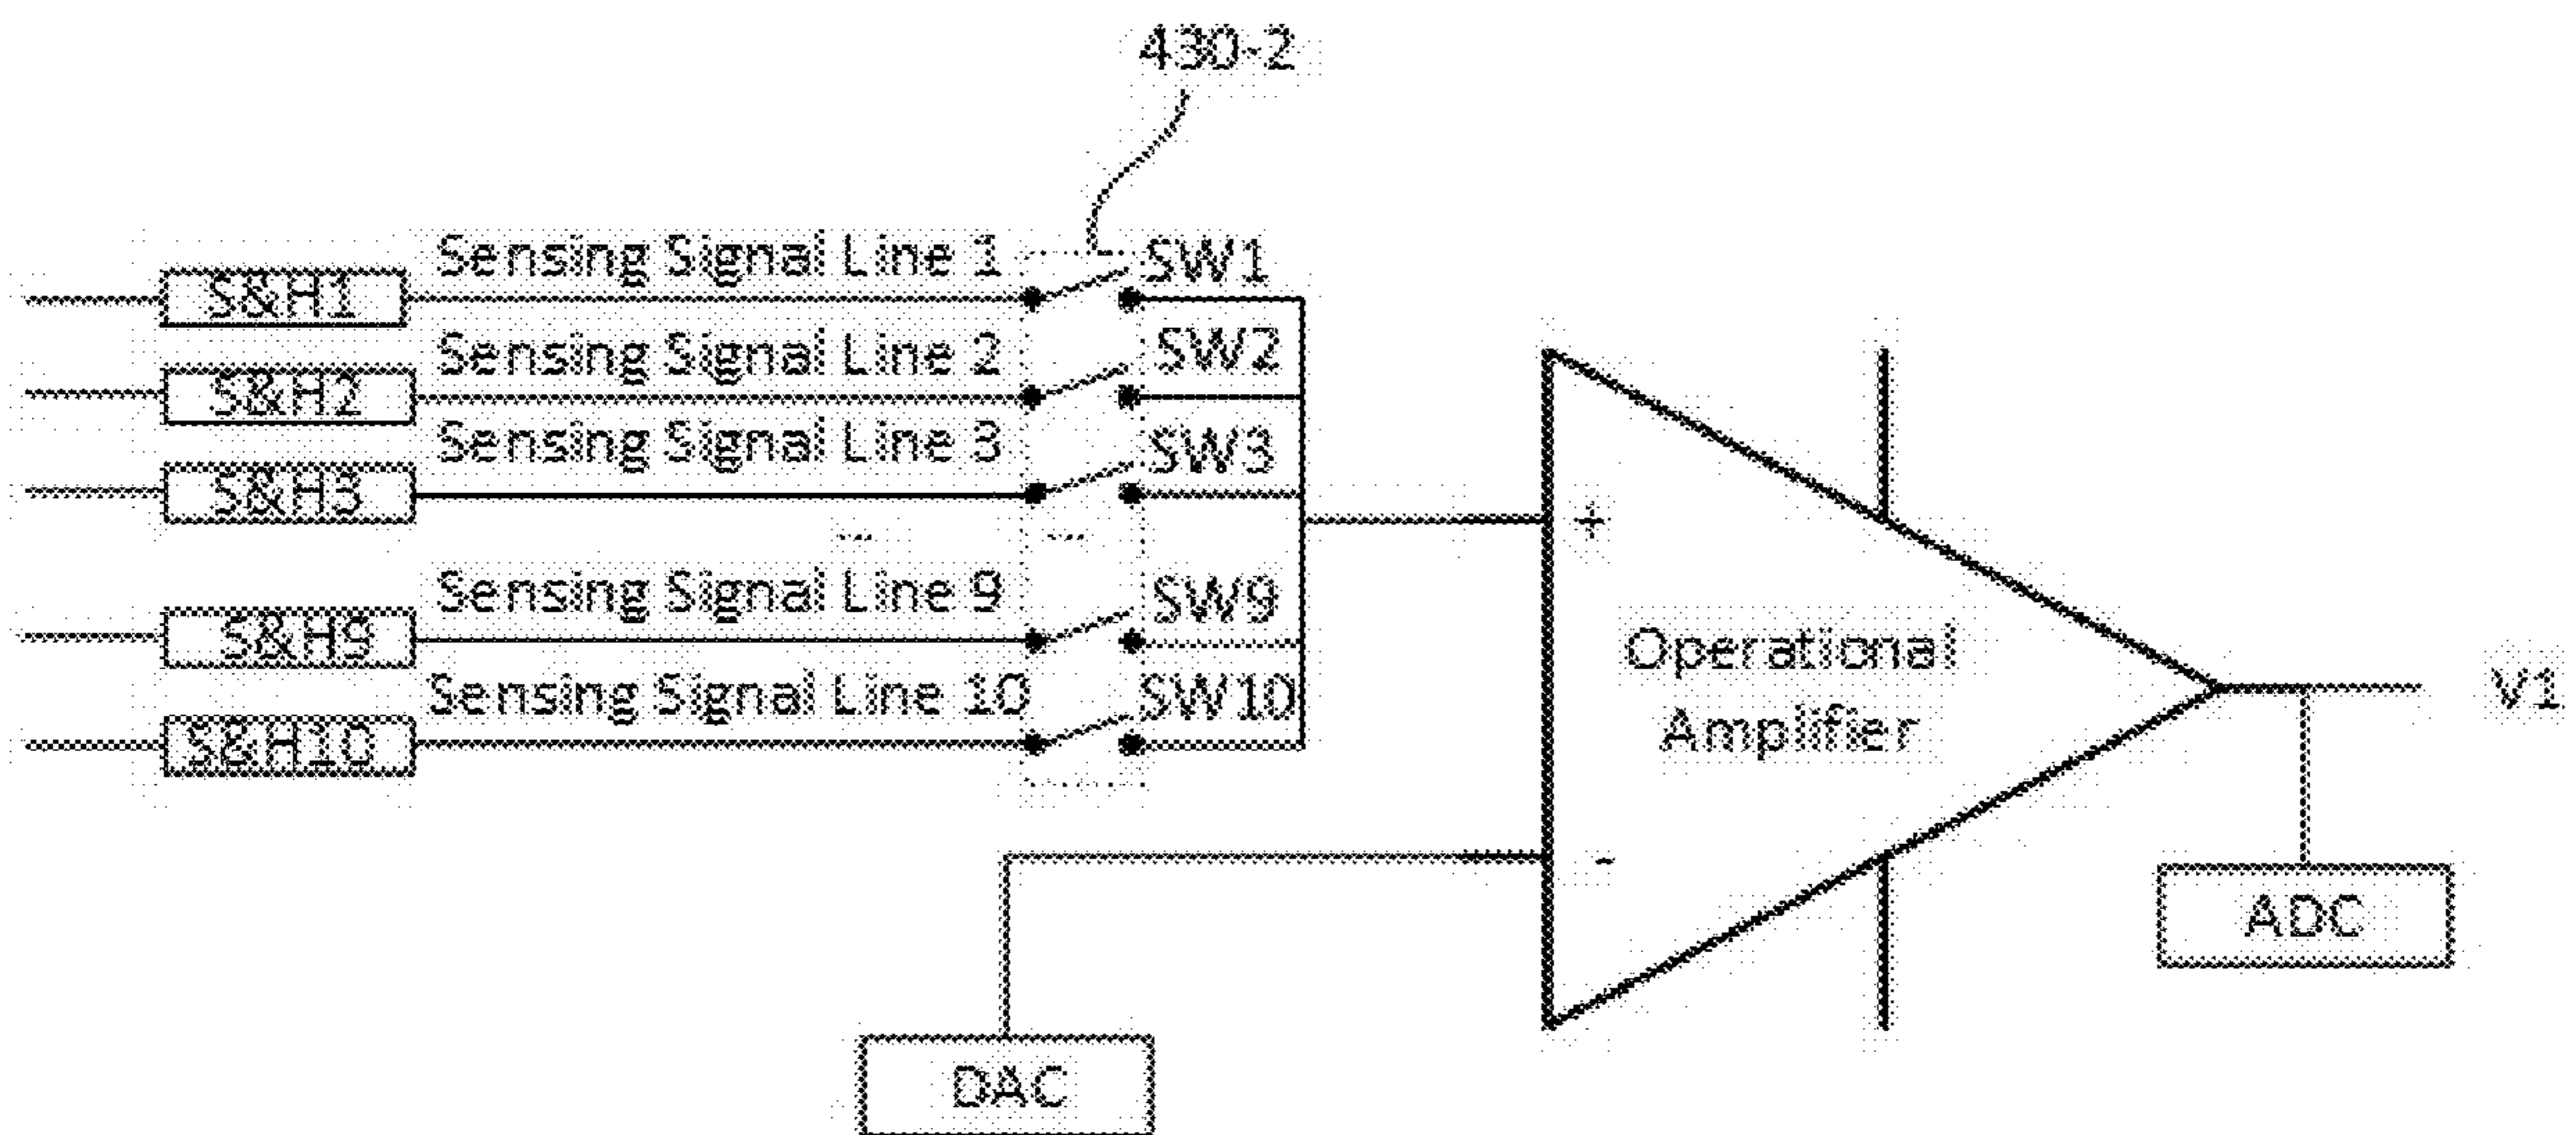 430-2
S&H1 Sensing Signal Line 1 SW1
S&H2 Sensing Signal Line 2 SW2
S&H3 Sensing Signal Line 3 SW3
... ...
S&H9 Sensing Signal Line 9 SW9
S&H10 Sensing Signal Line 10 SW10
+
-
Operational
Amplifier
V1
ADC
DAC